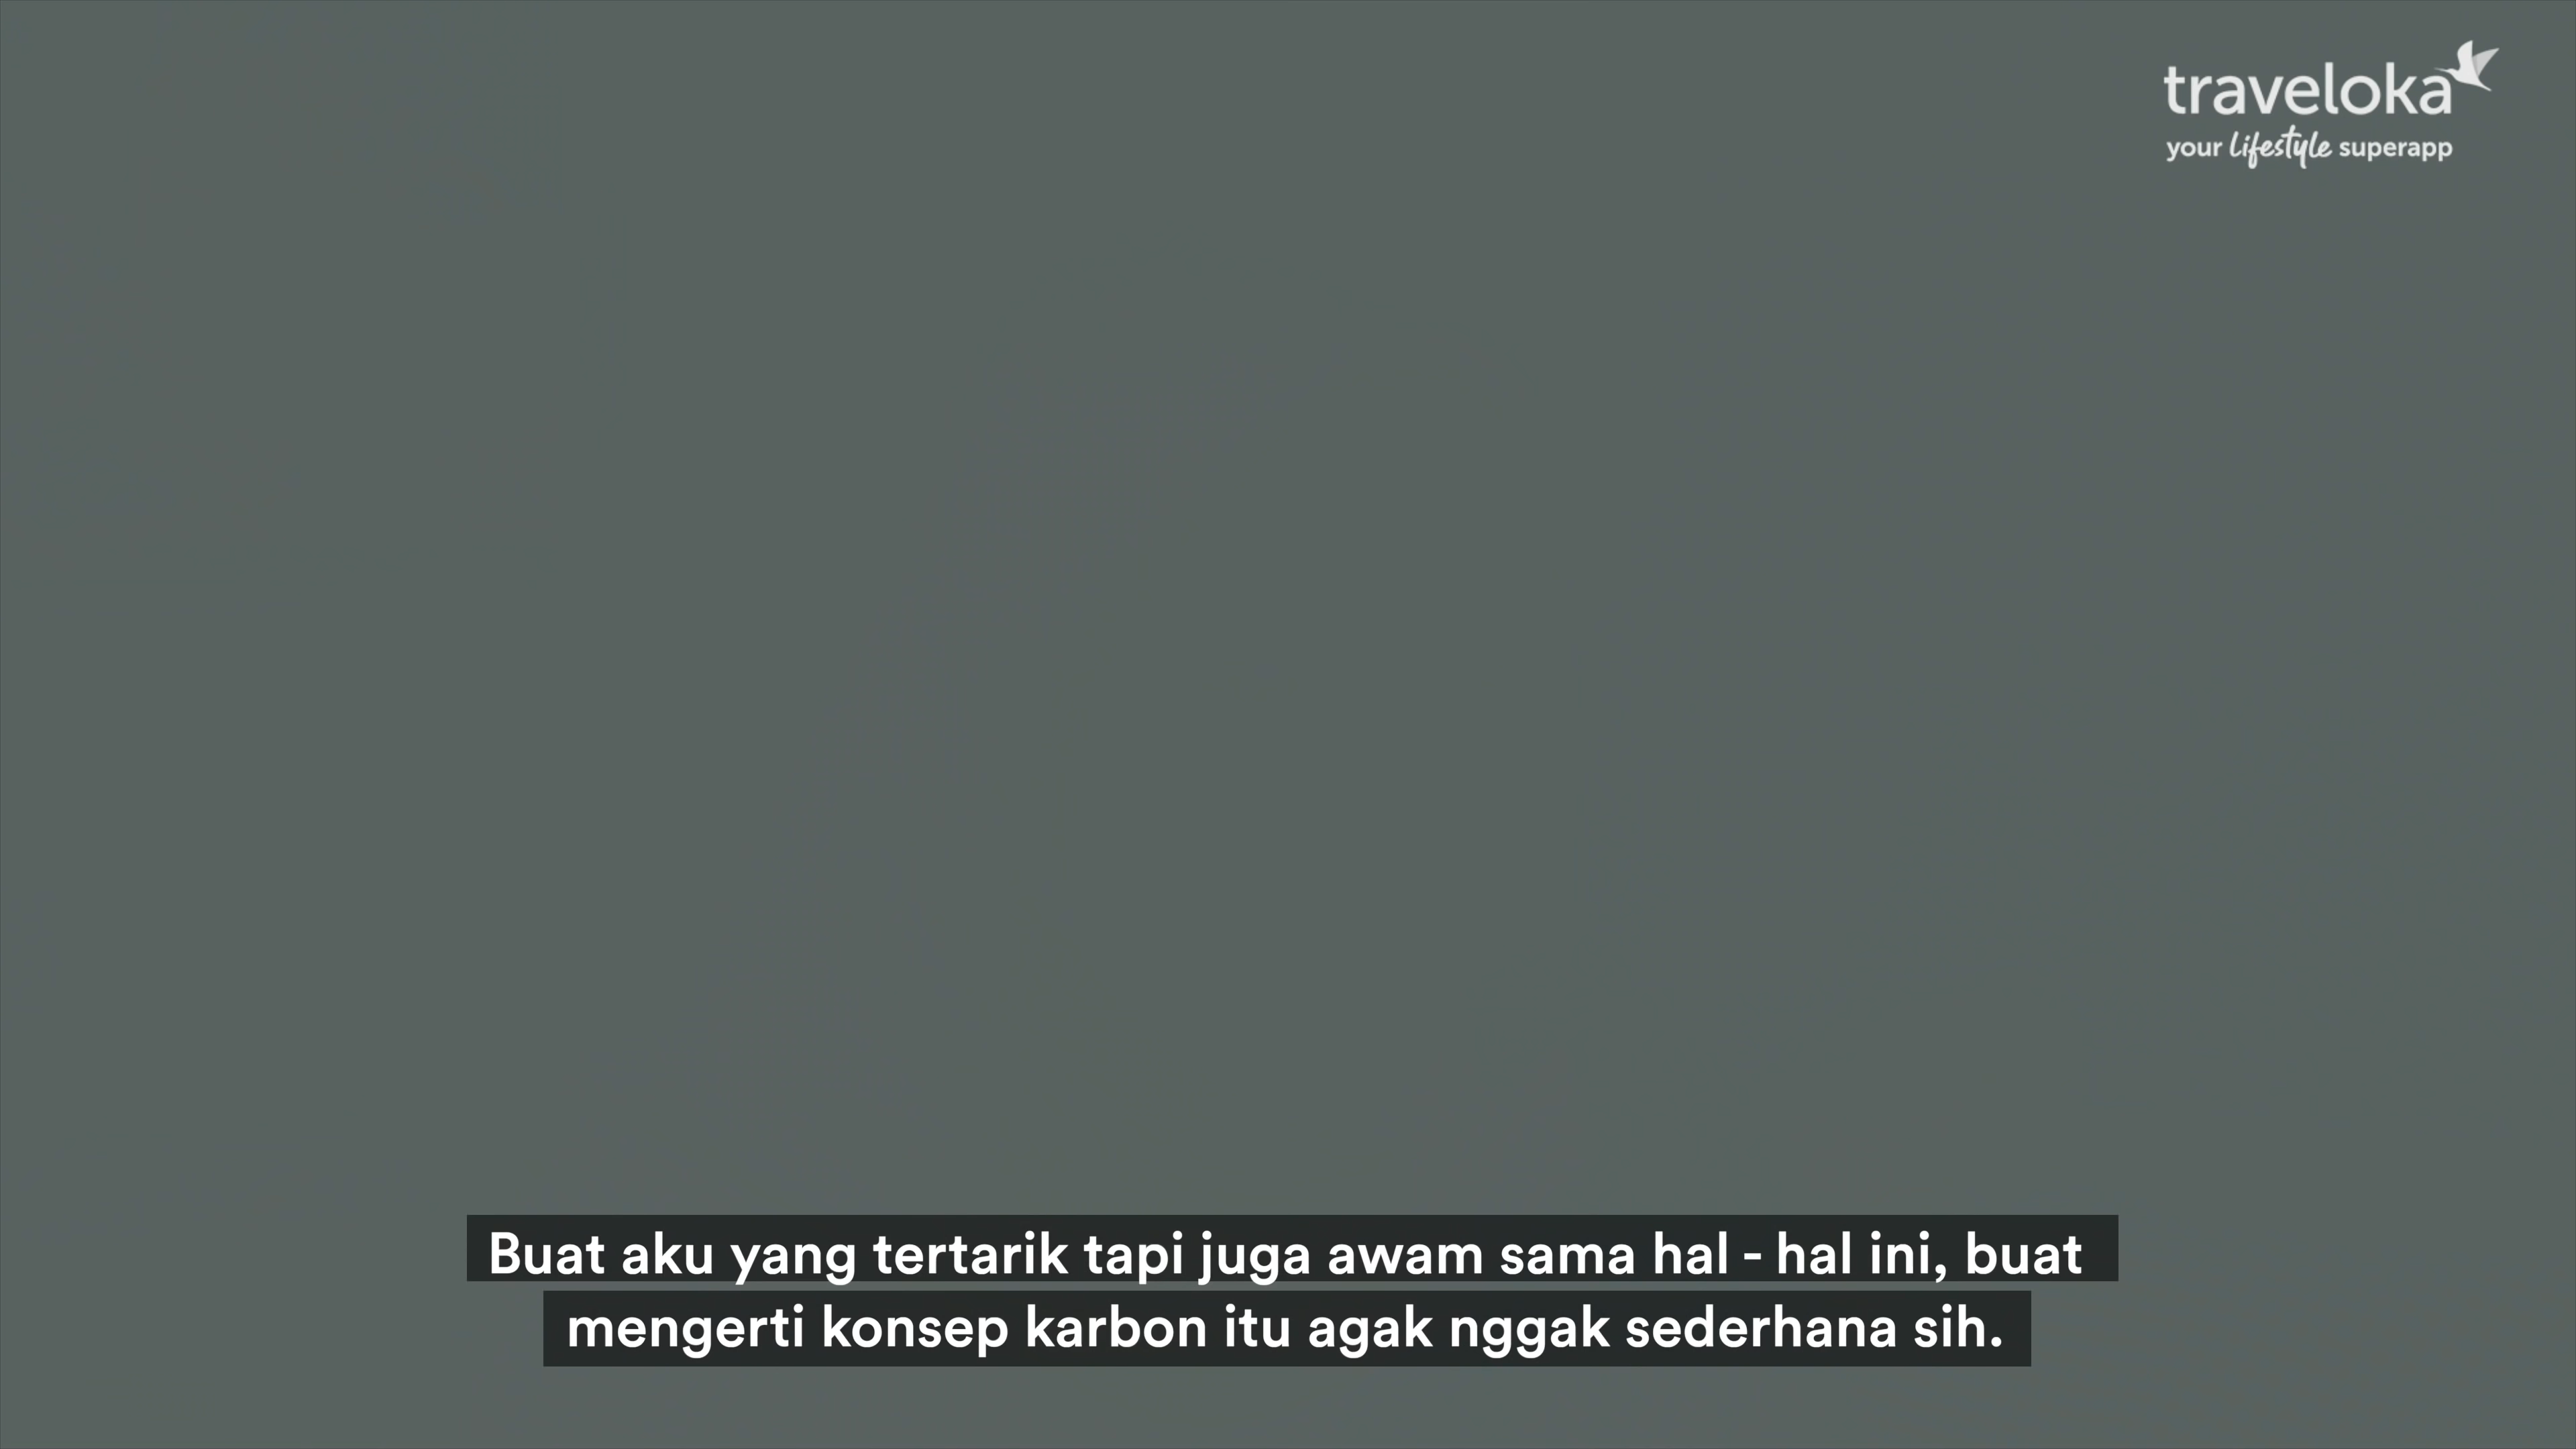 traveloka
your lifestyle superapp
Buat aku yang tertarik tapi juga awam sama hal - hal ini, buat
mengerti konsep karbon itu agak nggak sederhana sih.